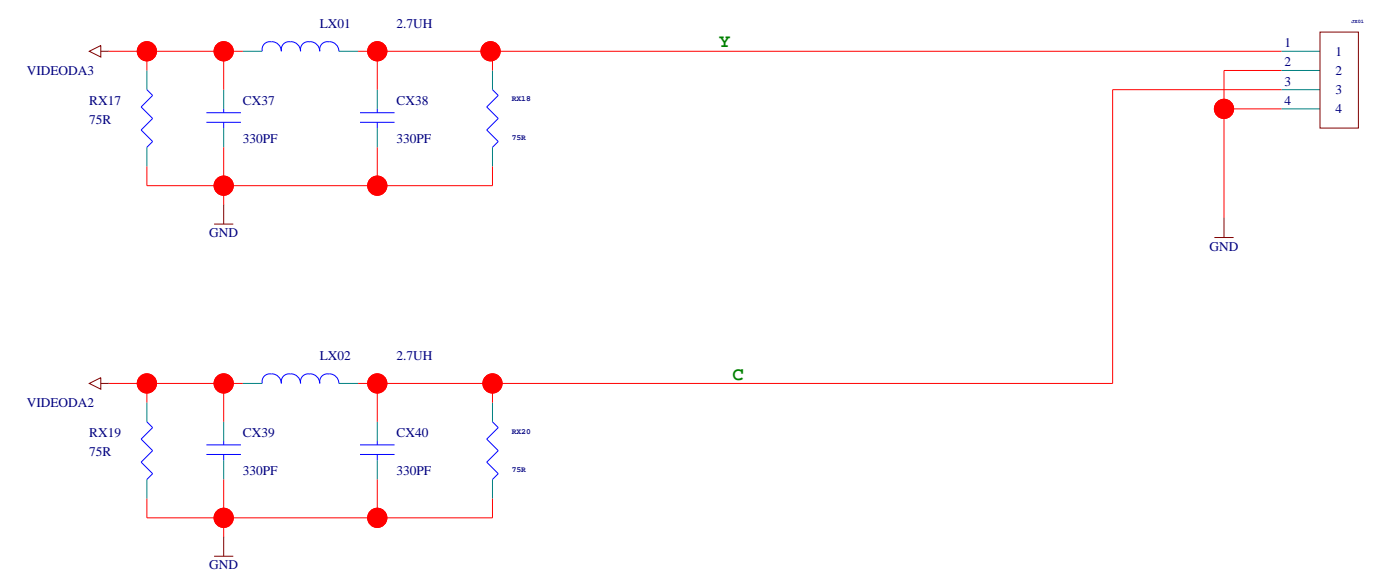 LX01 2.7UH
Y
VIDEODA3
RX17
75R
CX37
330PF
CX38
330PF
RX18
75R
GND
1
2
3
4
1
2
3
4
GND
LX02 2.7UH
C
VIDEODA2
RX19
75R
CX39
330PF
CX40
330PF
RX20
75R
GND